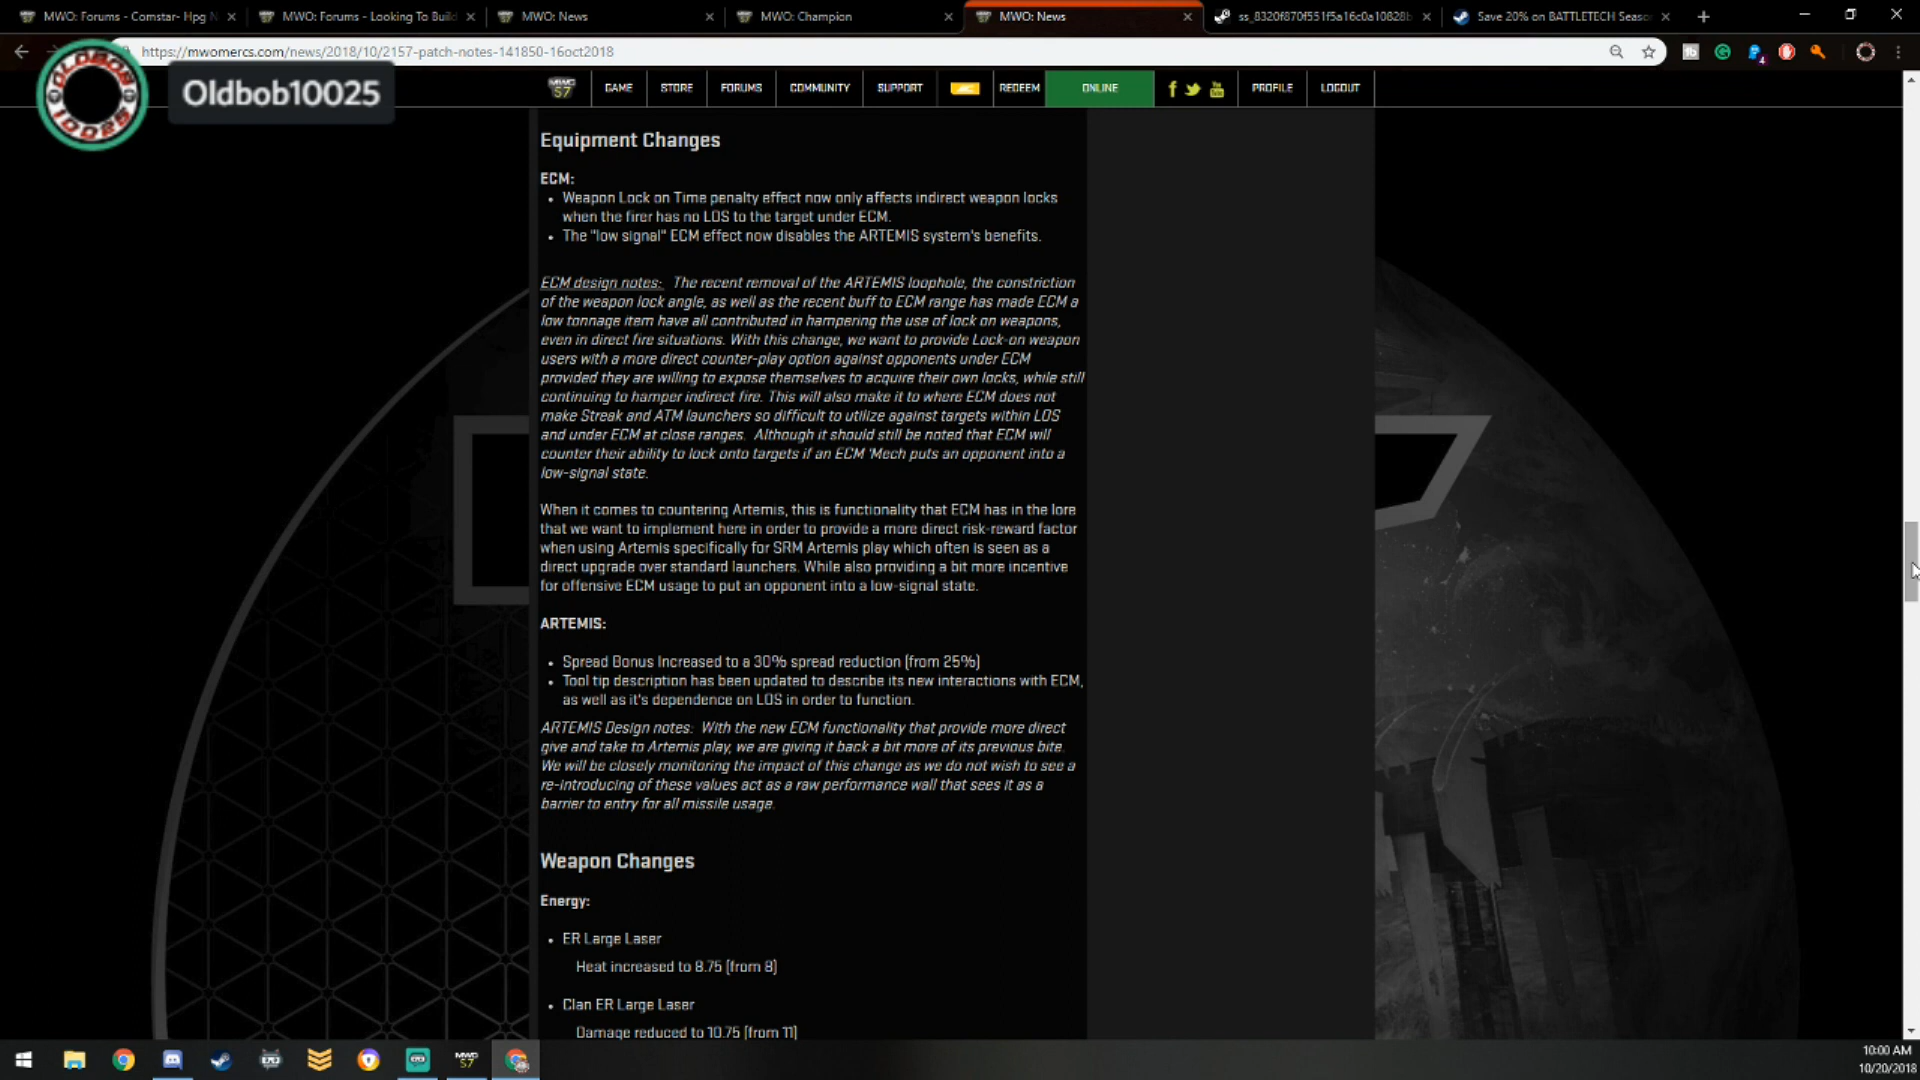 MWO: Forums - Comstar- Hpg N
MWO: Forums - Looking To Build
MWO: News
MWO: Champion
MWO: News
ss_8320f870f551f5a16c0a10828b
Save 20% on BATTLETECH Seaso
https://mwomercs.com/news/2018/10/2157-patch-notes-141850-16oct2018
4
OLDBOB
10025
Oldbob10025
MWO
S7
GAME
STORE
FORUMS
COMMUNITY
SUPPORT
REDEEM
ONLINE
You
PROFILE
LOGOUT
Equipment Changes
ECM:
• Weapon Lock on Time penalty effect now only affects indirect weapon locks
when the firer has no LOS to the target under ECM.
• The "low signal" ECM effect now disables the ARTEMIS system's benefits.
ECM design notes: The recent removal of the ARTEMIS loophole, the constriction
of the weapon lock angle, as well as the recent buff to ECM range has made ECM a
low tonnage item have all contributed in hampering the use of lock on weapons,
even in direct fire situations. With this change, we want to provide Lock-on weapon
users with a more direct counter-play option against opponents under ECM
provided they are willing to expose themselves to acquire their own locks, while still
continuing to hamper indirect fire. This will also make it to where ECM does not
make Streak and ATM launchers so difficult to utilize against targets within LOS
and under ECM at close ranges. Although it should still be noted that ECM will
counter their ability to lock onto targets if an ECM 'Mech puts an opponent into a
low-signal state.
When it comes to countering Artemis, this is functionality that ECM has in the lore
that we want to implement here in order to provide a more direct risk-reward factor
when using Artemis specifically for SRM Artemis play which often is seen as a
direct upgrade over standard launchers. While also providing a bit more incentive
for offensive ECM usage to put an opponent into a low-signal state.
ARTEMIS:
• Spread Bonus Increased to a 30% spread reduction (from 25%)
• Tool tip description has been updated to describe its new interactions with ECM,
as well as it's dependence on LOS in order to function.
ARTEMIS Design notes: With the new ECM functionality that provide more direct
give and take to Artemis play, we are giving it back a bit more of its previous bite.
We will be closely monitoring the impact of this change as we do not wish to see a
re-introducing of these values act as a raw performance wall that sees it as a
barrier to entry for all missile usage.
Weapon Changes
Energy:
• ER Large Laser
Heat increased to 8.75 (from 8)
• Clan ER Large Laser
Damage reduced to 10.75 (from 11)
MWO
S7
10:00 AM
10/20/2018